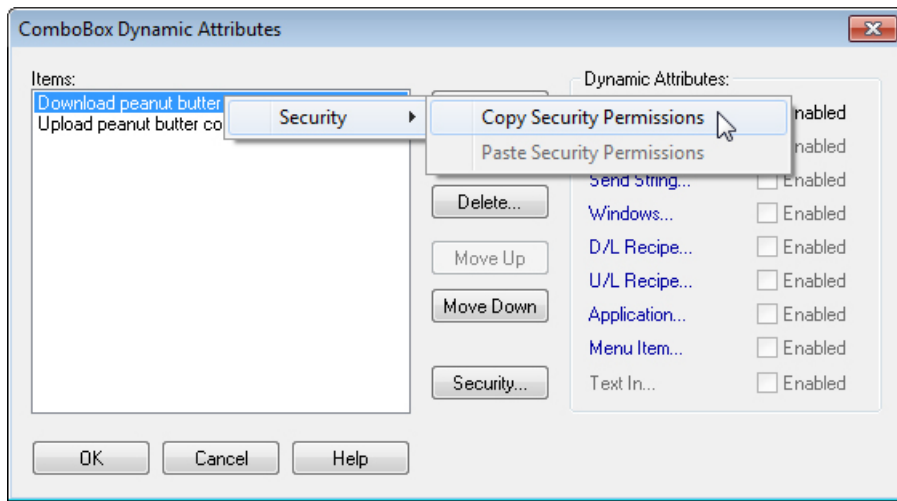 ComboBox Dynamic Attributes
Items:
Dynamic Attributes:
Download peanut butter
Upload peanut butter co
Security
Copy Security Permissions
Paste Security Permissions
Enabled
Send String...
Enabled
Delete...
Windows...
Enabled
Move Up
D/L Recipe...
Enabled
U/L Recipe...
Enabled
Move Down
Application...
Enabled
Menu Item...
Enabled
Security...
Text In...
Enabled
OK
Cancel
Help